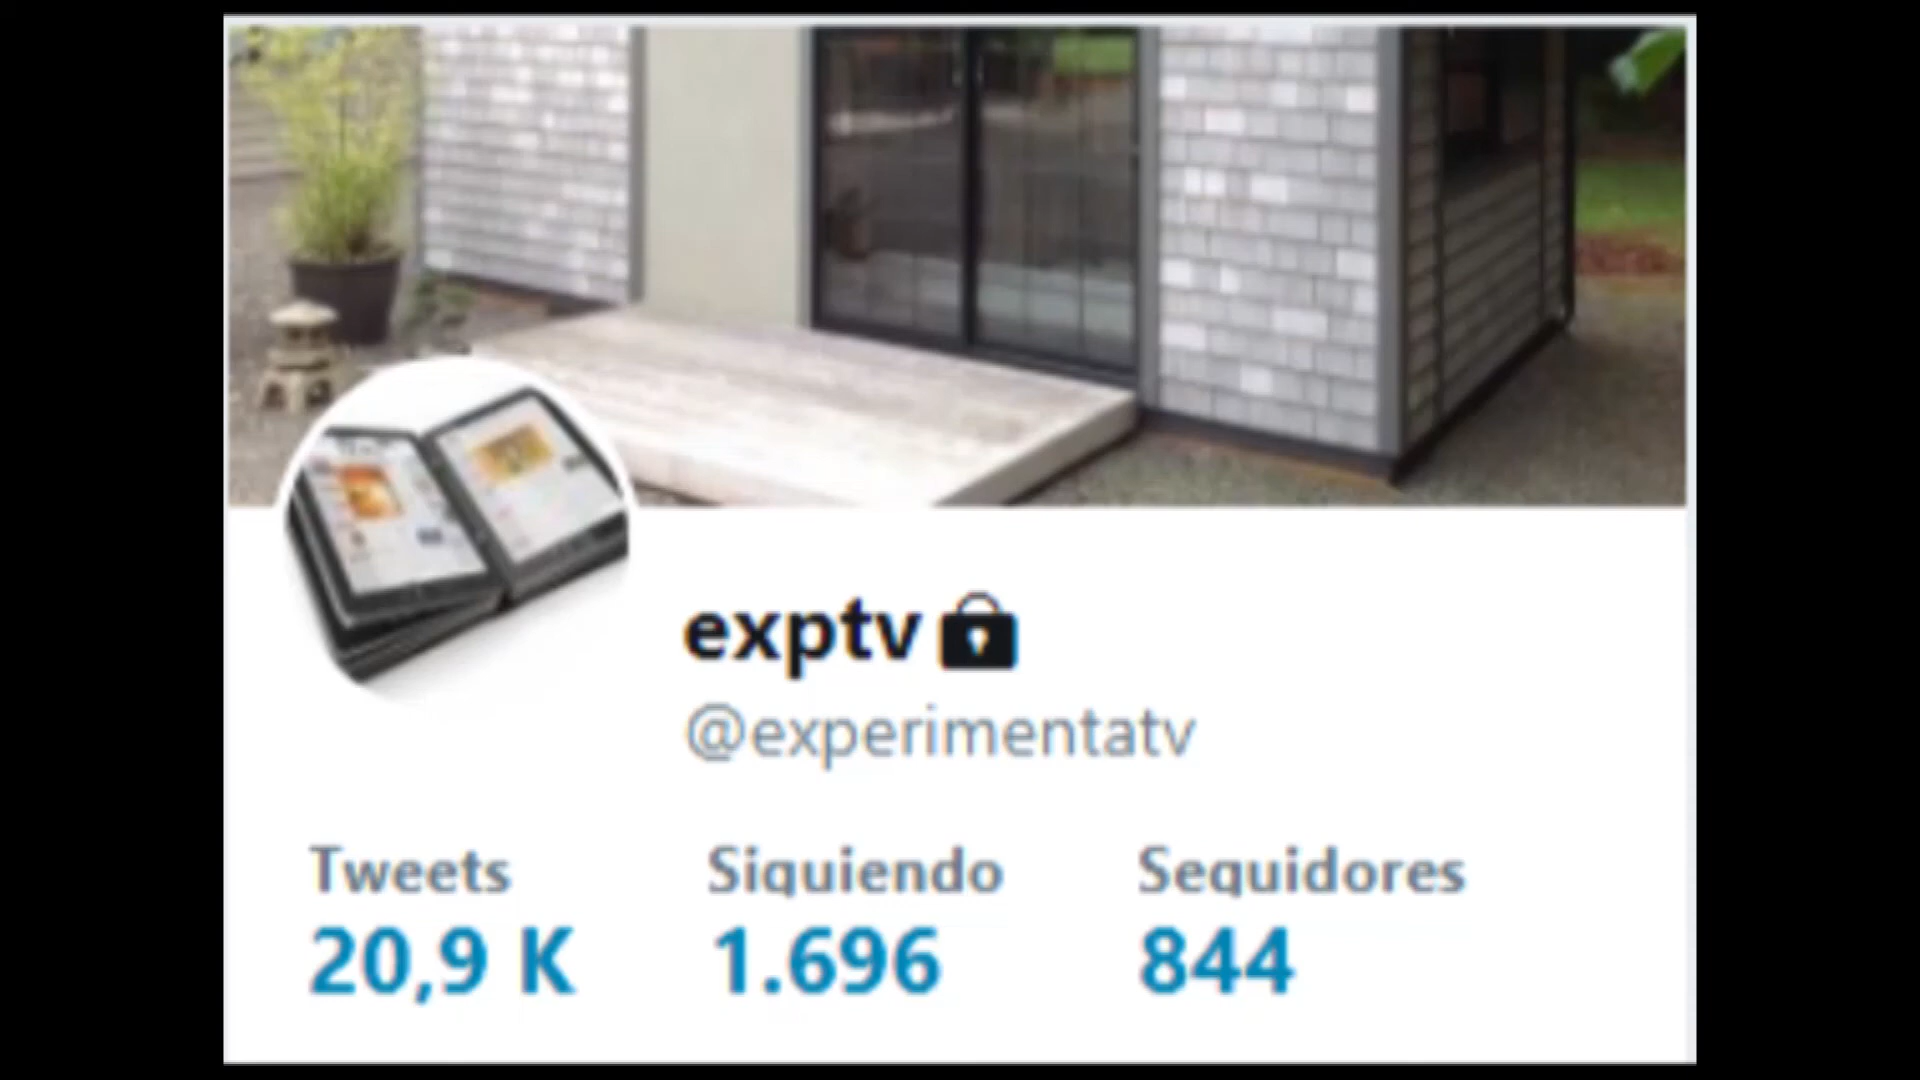 exptv
@experimentatv
Tweets Siguiendo Seguidores
20,9 K 1.696 844